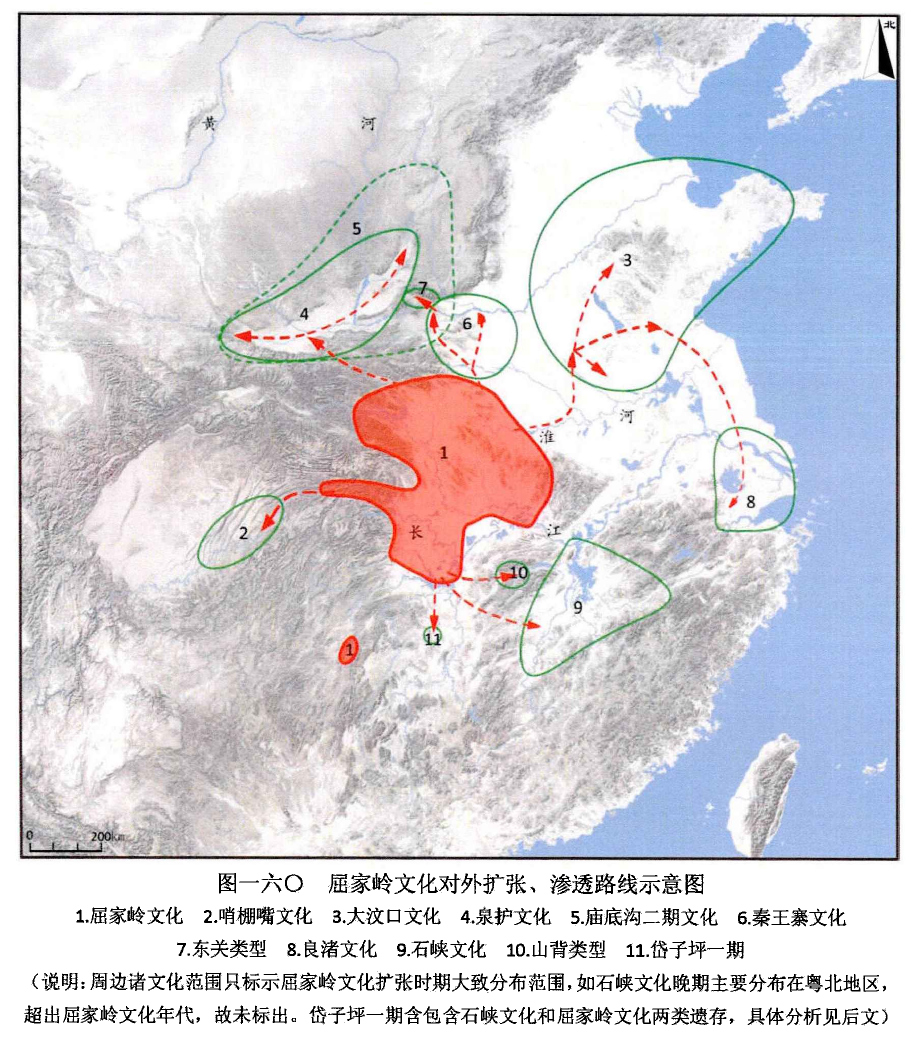 北
黄
河
5
3
7
4
6
河
淮
1
8
2
长
江
10
9
11
1
0
200km
图一六〇 屈家岭文化对外扩张、渗透路线示意图
1.屈家岭文化 2.哨棚嘴文化 3.大汶口文化 4.泉护文化 5.庙底沟二期文化 6.秦王寨文化
7.东关类型 8.良渚文化 9.石峡文化 10.山背类型 11.岱子坪一期
（说明：周边诸文化范围只标示屈家岭文化扩张时期大致分布范围，如石峡文化晚期主要分布在粤北地区，
超出屈家岭文化年代，故未标出。岱子坪一期含包含石峡文化和屈家岭文化两类遗存，具体分析见后文）